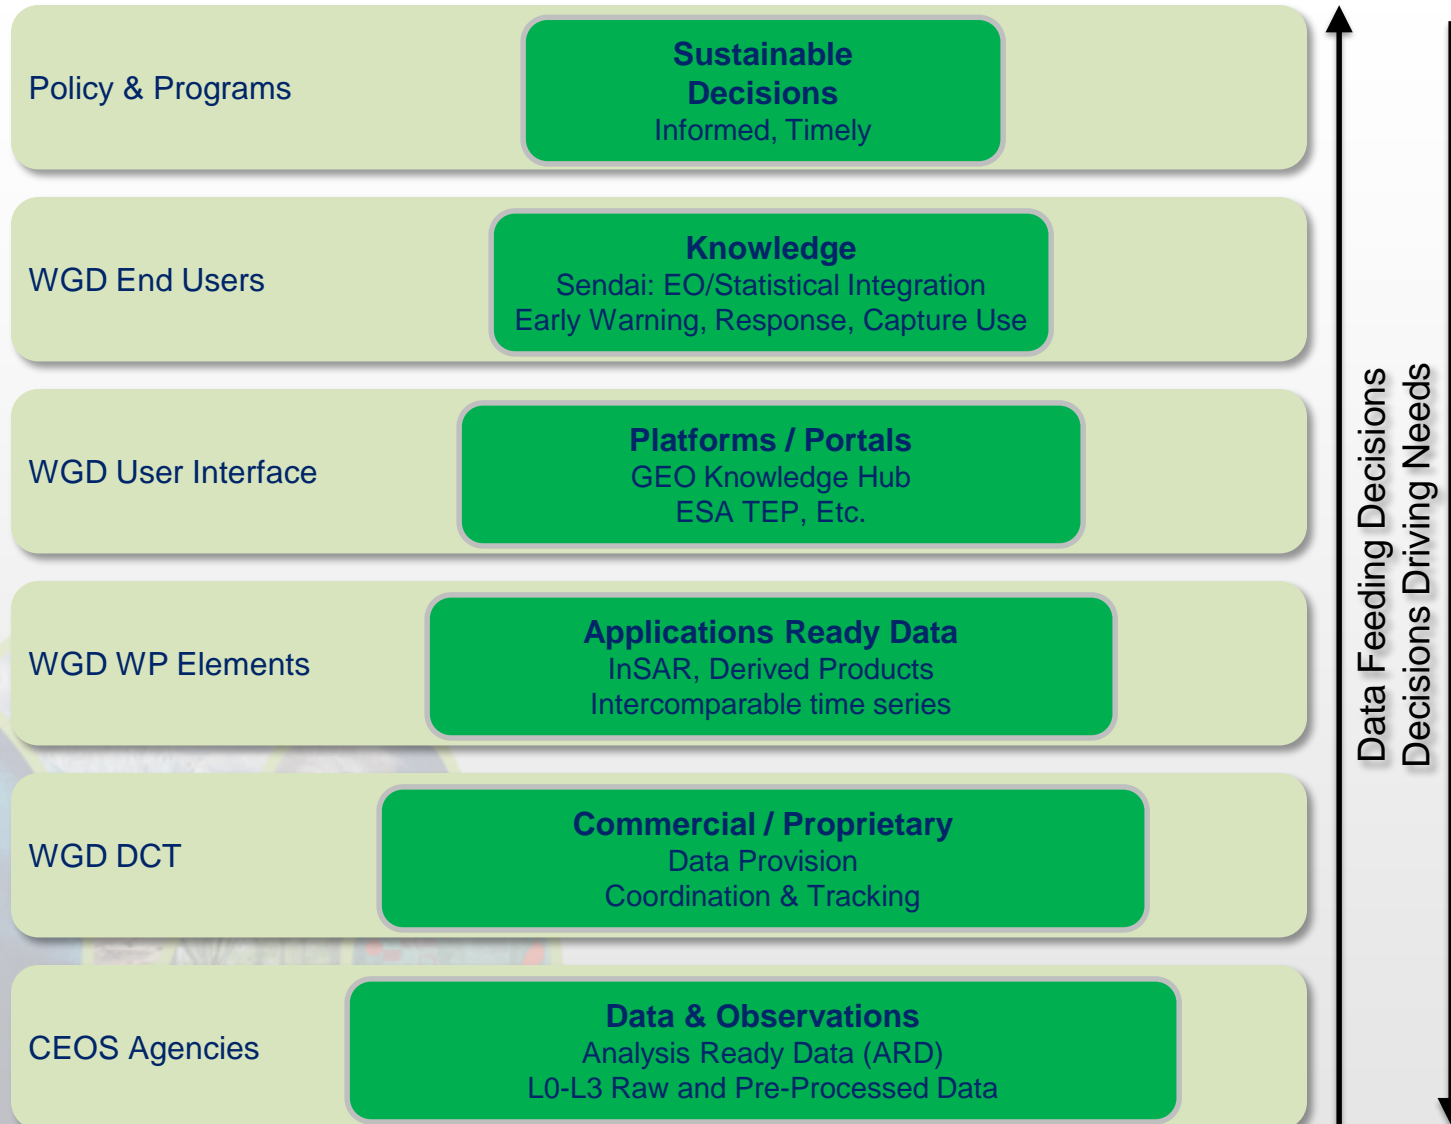 Policy & Programs
Sustainable
Decisions
Informed, Timely
WGD End Users
Knowledge
Sendai: EO/Statistical Integration
Early Warning, Response, Capture Use
WGD User Interface
Platforms / Portals
GEO Knowledge Hub
ESA TEP, Etc.
WGD WP Elements
Applications Ready Data
InSAR, Derived Products
Intercomparable time series
WGD DCT
Commercial / Proprietary
Data Provision
Coordination & Tracking
CEOS Agencies
Data & Observations
Analysis Ready Data (ARD)
L0-L3 Raw and Pre-Processed Data
Data Feeding Decisions
Decisions Driving Needs